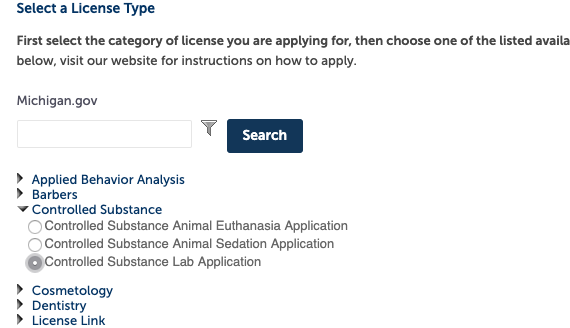 Select a License Type
First select the category of license you are applying for, then choose one of the listed availa
below, visit our website for instructions on how to apply.
Michigan.gov
Search
Applied Behavior Analysis
Barbers
Controlled Substance
Controlled Substance Animal Euthanasia Application
Controlled Substance Animal Sedation Application
Controlled Substance Lab Application
Cosmetology
Dentistry
License Link